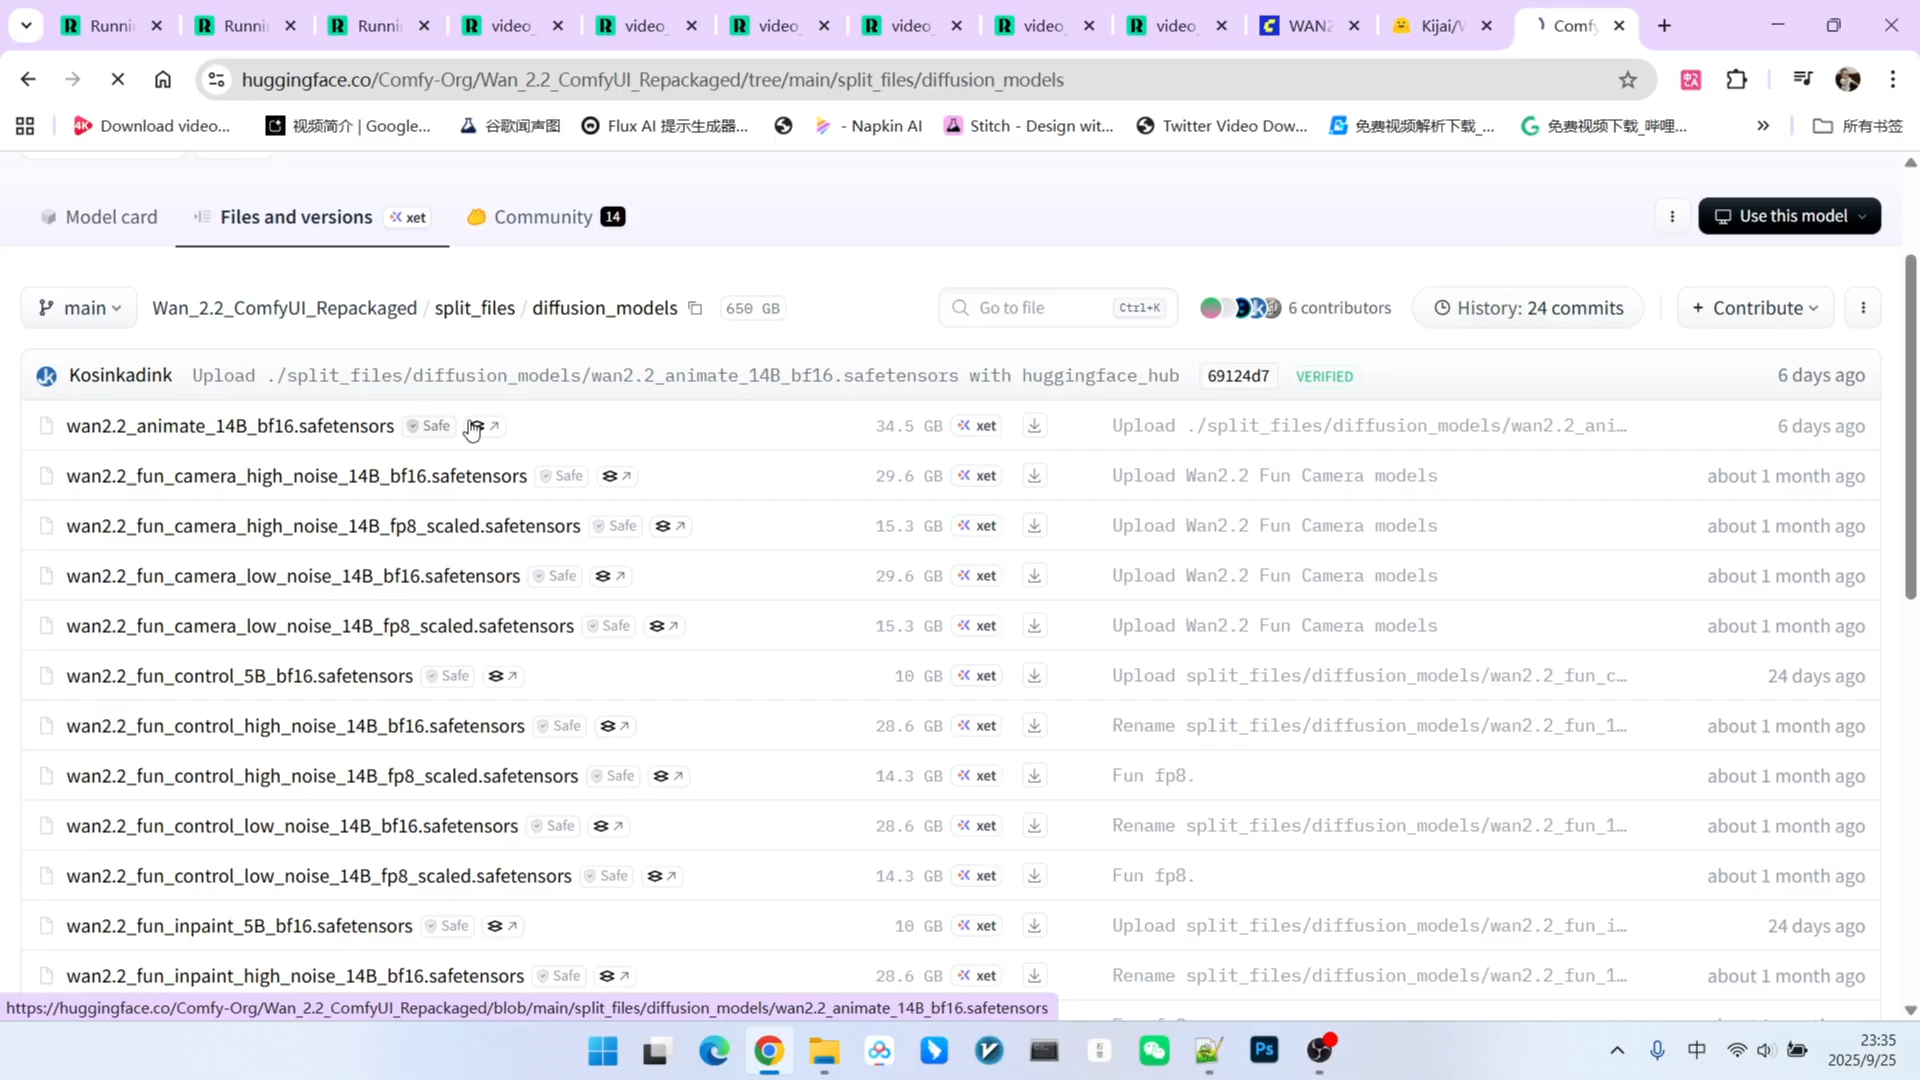 Runnin
Runnin
Runnin
video_
video_
video_
video_
video_
video_
WAN2
Kijai/V
Comfy
huggingface.co/Comfy-Org/Wan_2.2_ComfyUI_Repackaged/tree/main/split_files/diffusion_models
Download video...
视频简介 | Google...
谷歌闻声图
Flux AI 提示生成器...
- Napkin AI
Stitch - Design wit...
Twitter Video Dow...
免费视频解析下载_...
免费视频下载_哔哩...
所有书签
Model card
Files and versions xet
Community 14
Use this model
main
Wan_2.2_ComfyUI_Repackaged / split_files / diffusion_models 650 GB
Go to file Ctrl+K
6 contributors
History: 24 commits
+ Contribute
Kosinkadink Upload ./split_files/diffusion_models/wan2.2_animate_14B_bf16.safetensors with huggingface_hub 69124d7 VERIFIED 6 days ago
wan2.2_animate_14B_bf16.safetensors Safe 34.5 GB xet Upload ./split_files/diffusion_models/wan2.2_ani... 6 days ago
wan2.2_fun_camera_high_noise_14B_bf16.safetensors Safe 29.6 GB xet Upload Wan2.2 Fun Camera models about 1 month ago
wan2.2_fun_camera_high_noise_14B_fp8_scaled.safetensors Safe 15.3 GB xet Upload Wan2.2 Fun Camera models about 1 month ago
wan2.2_fun_camera_low_noise_14B_bf16.safetensors Safe 29.6 GB xet Upload Wan2.2 Fun Camera models about 1 month ago
wan2.2_fun_camera_low_noise_14B_fp8_scaled.safetensors Safe 15.3 GB xet Upload Wan2.2 Fun Camera models about 1 month ago
wan2.2_fun_control_5B_bf16.safetensors Safe 10 GB xet Upload split_files/diffusion_models/wan2.2_fun_c... 24 days ago
wan2.2_fun_control_high_noise_14B_bf16.safetensors Safe 28.6 GB xet Rename split_files/diffusion_models/wan2.2_fun_1... about 1 month ago
wan2.2_fun_control_high_noise_14B_fp8_scaled.safetensors Safe 14.3 GB xet Fun fp8. about 1 month ago
wan2.2_fun_control_low_noise_14B_bf16.safetensors Safe 28.6 GB xet Rename split_files/diffusion_models/wan2.2_fun_1... about 1 month ago
wan2.2_fun_control_low_noise_14B_fp8_scaled.safetensors Safe 14.3 GB xet Fun fp8. about 1 month ago
wan2.2_fun_inpaint_5B_bf16.safetensors Safe 10 GB xet Upload split_files/diffusion_models/wan2.2_fun_i... 24 days ago
wan2.2_fun_inpaint_high_noise_14B_bf16.safetensors Safe 28.6 GB xet Rename split_files/diffusion_models/wan2.2_fun_1... about 1 month ago
https://huggingface.co/Comfy-Org/Wan_2.2_ComfyUI_Repackaged/blob/main/split_files/diffusion_models/wan2.2_animate_14B_bf16.safetensors
Ps
中
23:35
2025/9/25